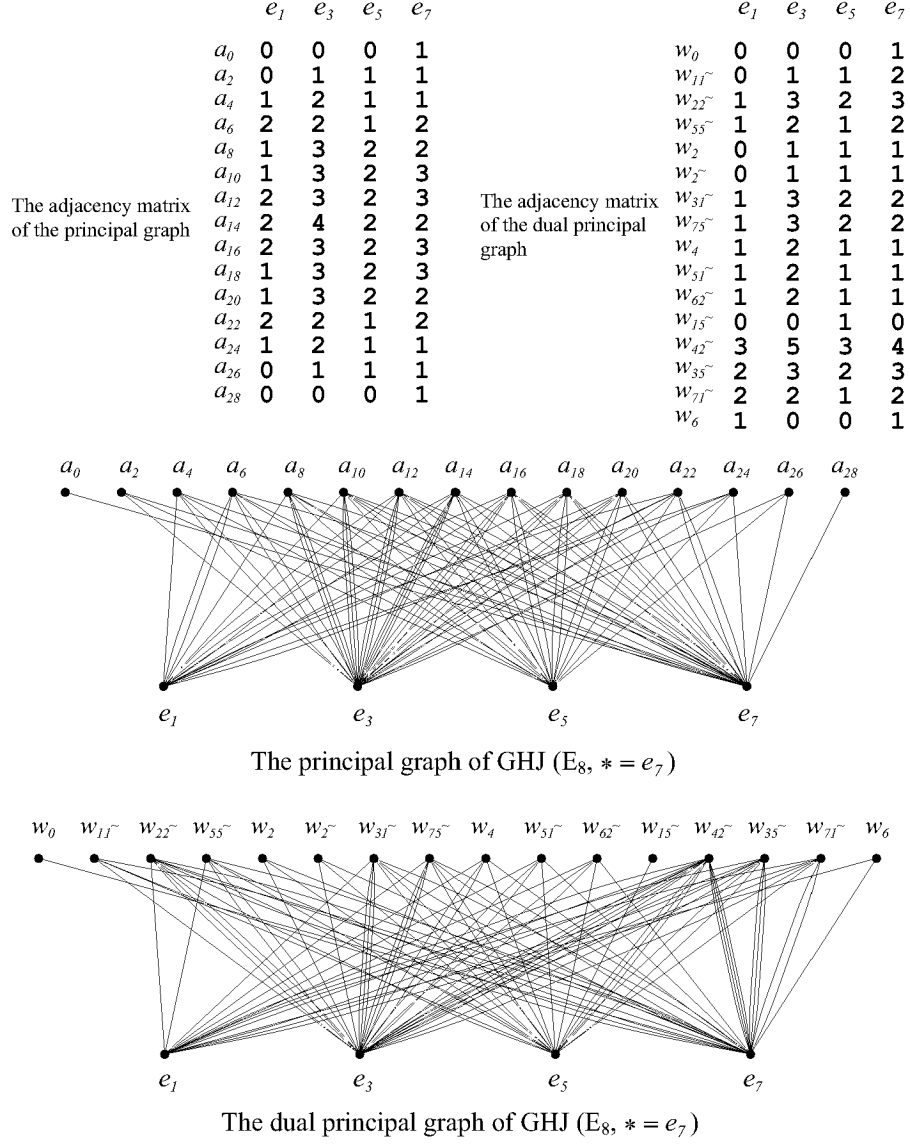 e1 e3 e5 e7
a0 0 0 0 1
a2 0 1 1 1
a4 1 2 1 1
a6 2 2 1 2
a8 1 3 2 2
a10 1 3 2 3
a12 2 3 2 3
a14 2 4 2 2
a16 2 3 2 3
a18 1 3 2 3
a20 1 3 2 2
a22 2 2 1 2
a24 1 2 1 1
a26 0 1 1 1
a28 0 0 0 1
The adjacency matrix
of the principal graph
e1 e3 e5 e7
w0 0 0 0 1
w11~ 0 1 1 2
w22~ 1 3 2 3
w55~ 1 2 1 2
w2 0 1 1 1
w2~ 0 1 1 1
w31~ 1 3 2 2
w75~ 1 3 2 2
w4 1 2 1 1
w51~ 1 2 1 1
w62~ 1 2 1 1
w15~ 0 0 1 0
w42~ 3 5 3 4
w35~ 2 3 2 3
w71~ 2 2 1 2
w6 1 0 0 1
The adjacency matrix
of the dual principal
graph
a0 a2 a4 a6 a8 a10 a12 a14 a16 a18 a20 a22 a24 a26 a28
e1 e3 e5 e7
The principal graph of GHJ (E8, * = e7)
w0 w11~ w22~ w55~ w2 w2~ w31~ w75~ w4 w51~ w62~ w15~ w42~ w35~ w71~ w6
e1 e3 e5 e7
The dual principal graph of GHJ (E8, * = e7)